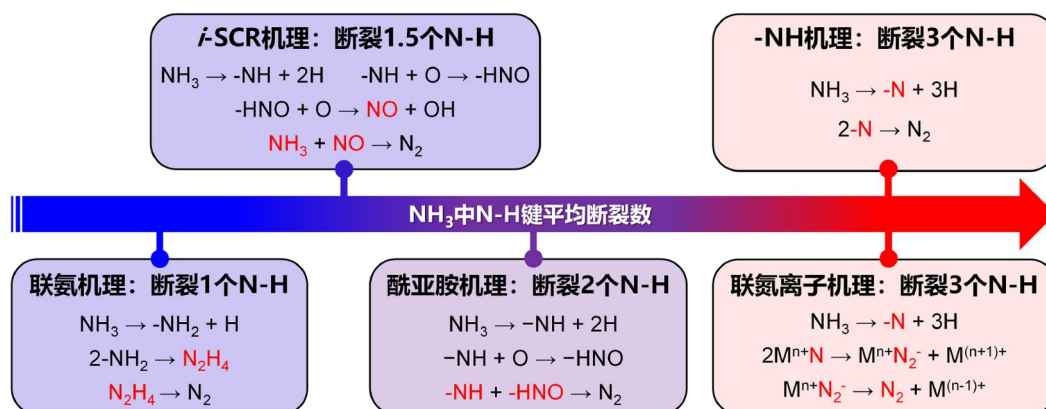 i-SCR机理：断裂1.5个N-H
NH₃ → -NH + 2H -NH + O → -HNO
-HNO + O → NO + OH
NH₃ + NO → N₂
-NH机理：断裂3个N-H
NH₃ → -N + 3H
2-N → N₂
NH₃中N-H键平均断裂数
联氨机理：断裂1个N-H
NH₃ → -NH₂ + H
2-NH₂ → N₂H₄
N₂H₄ → N₂
酰亚胺机理：断裂2个N-H
NH₃ → −NH + 2H
−NH + O → −HNO
-NH + -HNO → N₂
联氮离子机理：断裂3个N-H
NH₃ → -N + 3H
2Mⁿ⁺N → Mⁿ⁺N₂⁻ + M⁽ⁿ⁺¹⁾⁺
Mⁿ⁺N₂⁻ → N₂ + M⁽ⁿ⁻¹⁾⁺